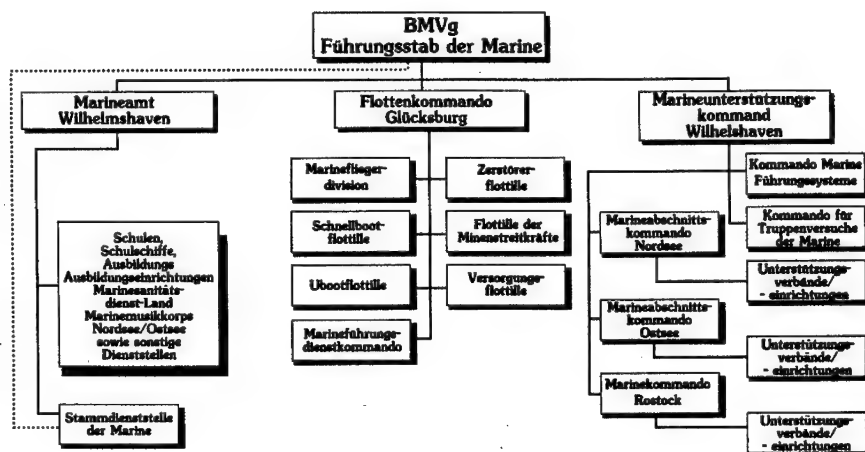 BMVg
Führungsstab der Marine
Marineamt
Wilhelmshaven
Flottenkommando
Glücksburg
Marineunterstützungs-
kommand
Wilhelshaven
Schulen,
Schulschiffe,
Ausbildungs
Ausbildungseinrichtungen
Marinesanitäts-
dienst-Land
Marinemusikkorps
Nordsee/Ostsee
sowie sonstige
Dienststellen
Stammdienststelle
der Marine
Marineflieger-
division
Zerstörer-
flottille
Schnellboot-
flottille
Flottille der
Minenstreitkräfte
Ubootflottille
Versorgungs-
flottille
Marineführungs-
dienstkommando
Kommando Marine
Führungssysteme
Kommando für
Truppenversuche
der Marine
Marineabschnitts-
kommando
Nordsee
Unterstützungs-
verbände/
- einrichtungen
Marineabschnitts-
kommando
Ostsee
Unterstützungs-
verbände/
- einrichtungen
Marinekommando
Rostock
Unterstützungs-
verbände/
- einrichtungen